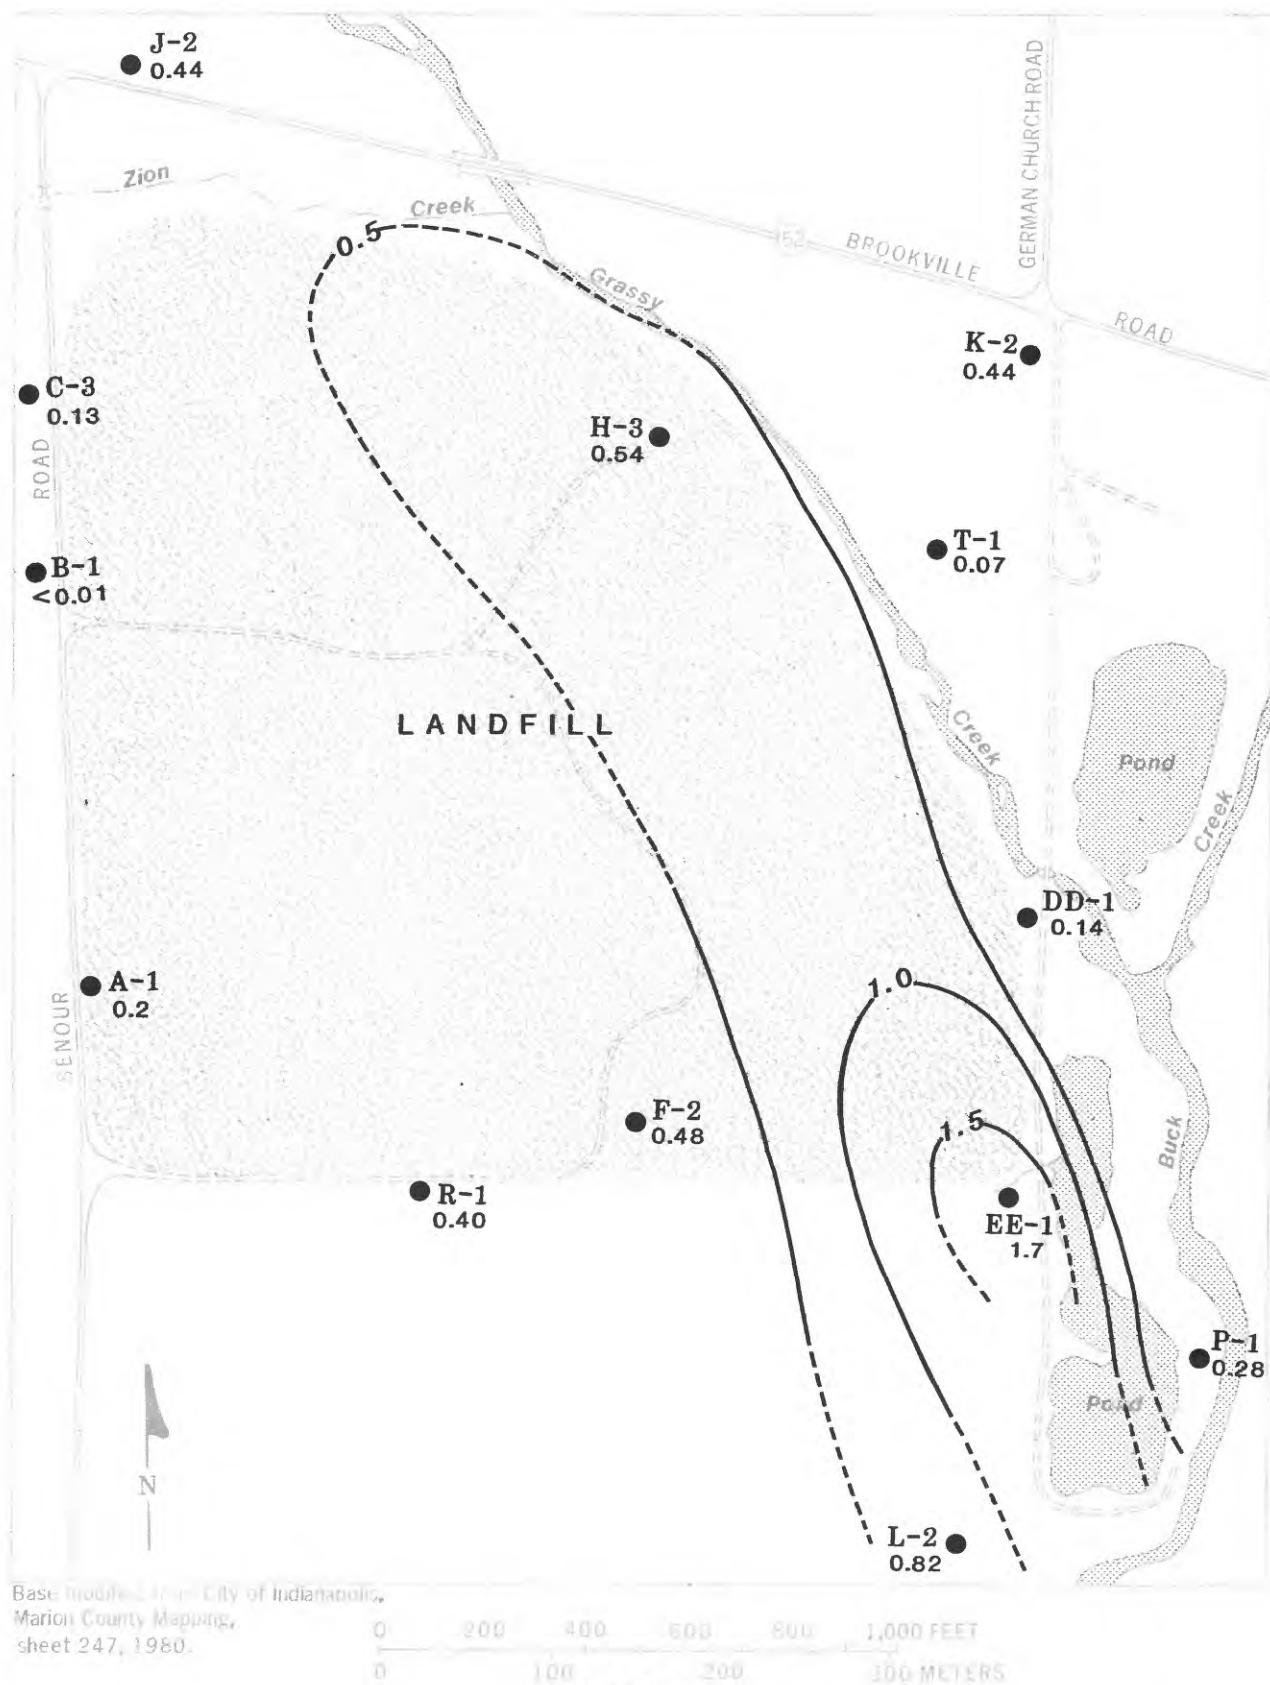 J-2
0.44
GERMAN CHURCH ROAD
Zion
Creek
0.5
52
BROOKVILLE
ROAD
Grassy
K-2
0.44
C-3
0.13
H-3
0.54
ROAD
T-1
0.07
B-1
<0.01
LANDFILL
Creek
Pond
Creek
DD-1
0.14
A-1
0.2
1.0
SENOUR
F-2
0.48
1.5
Buck
R-1
0.40
EE-1
1.7
P-1
0.28
Pond
N
L-2
0.82
Base modified from City of Indianapolis,
Marion County Mapping,
sheet 247, 1980.
0 200 400 600 800 1,000 FEET
0 100 200 300 METERS